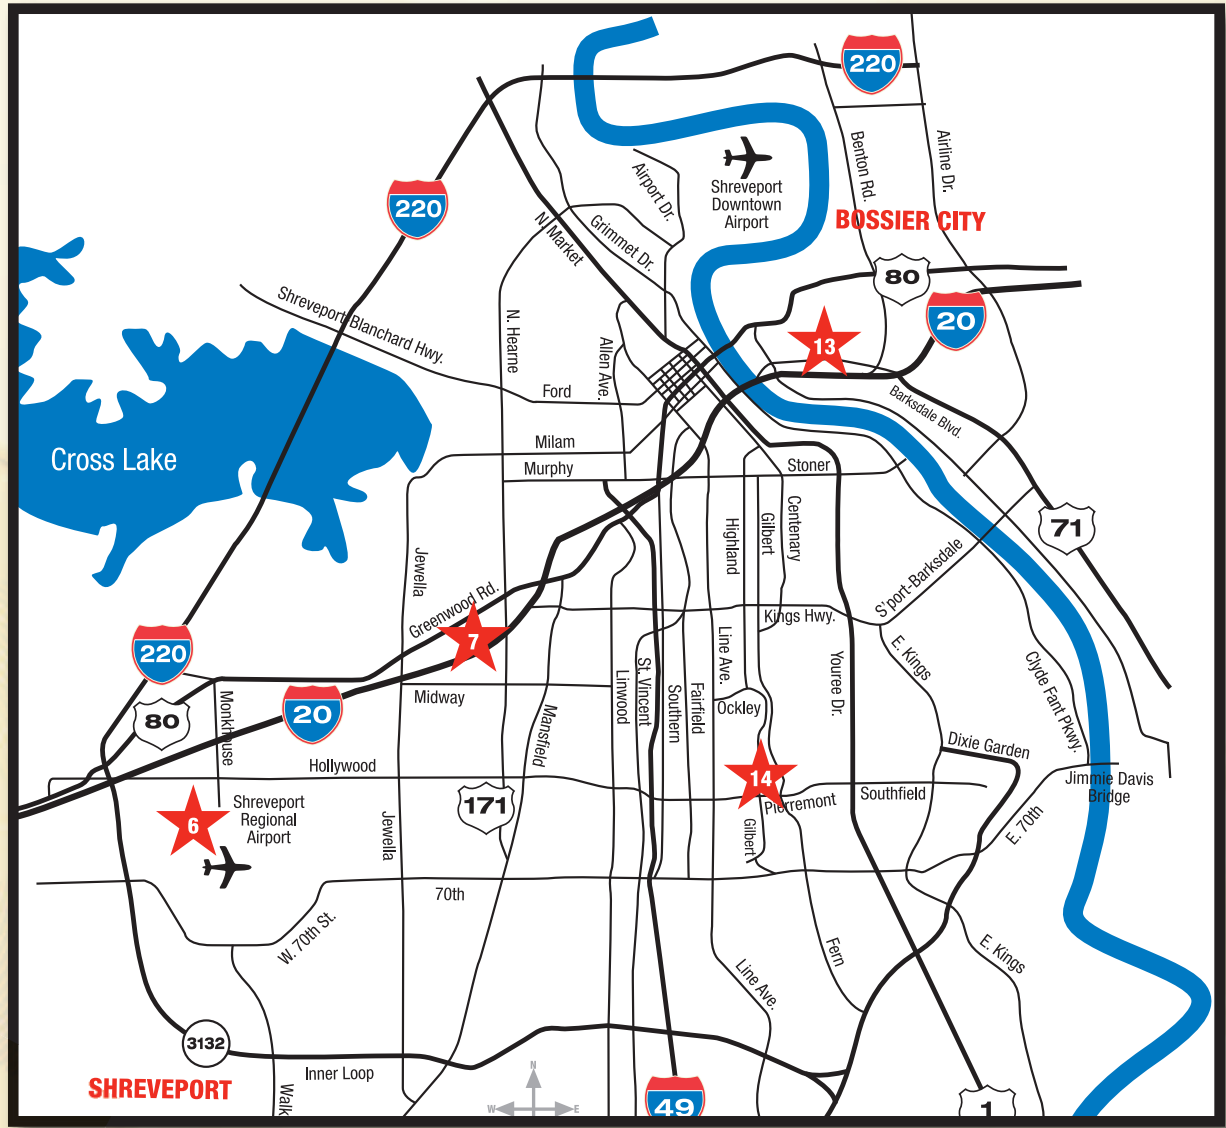 220
Benton Rd.
Airline Dr.
Airport Dr.
Shreveport
Downtown
Airport
220
BOSSIER CITY
N. Market
Grimmet Dr.
80
20
Shreveport Blanchard Hwy.
N. Hearne
Allen Ave.
13
Ford
Barksdale Blvd.
Cross Lake
Milam
Murphy
Stoner
Highland
Gilbert
Centenary
71
Jewella
S'port-Barksdale
Greenwood Rd.
7
Kings Hwy.
220
Line Ave.
E. Kings
Clyde Fant Pkwy.
Youree Dr.
Linwood
St. Vincent
Southern
Fairfield
Midway
Monkhouse
80
20
Mansfield
Ockley
Dixie Garden
Hollywood
14
Jimmie Davis
Bridge
Pierremont
Southfield
171
6
Shreveport
Regional
Airport
Jewella
Gilbert
E. 70th
70th
W. 70th St.
Fern
E. Kings
Line Ave.
3132
Inner Loop
SHREVEPORT
Walk
N
W
E
49
1